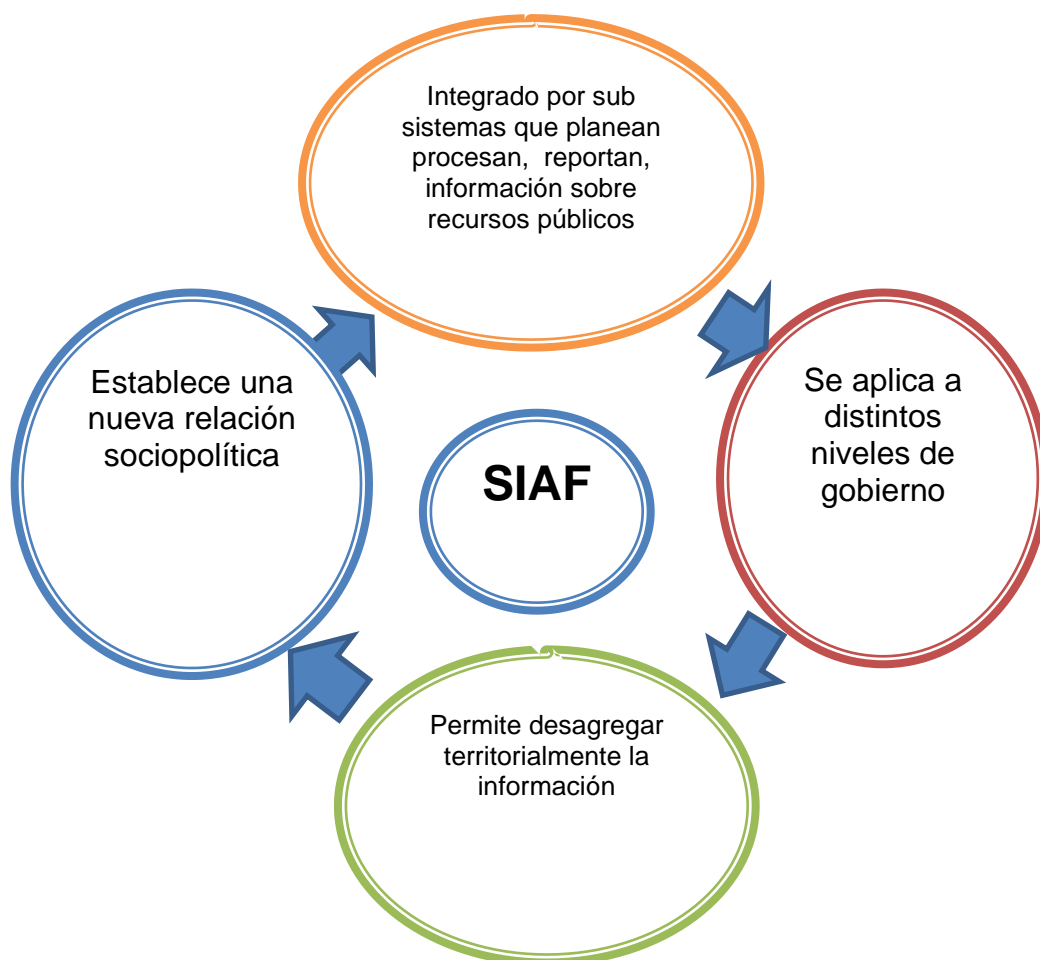 Integrado por sub
sistemas que planean
procesan, reportan,
información sobre
recursos públicos
Establece una
nueva relación
sociopolítica
SIAF
Se aplica a
distintos
niveles de
gobierno
Permite desagregar
territorialmente la
información